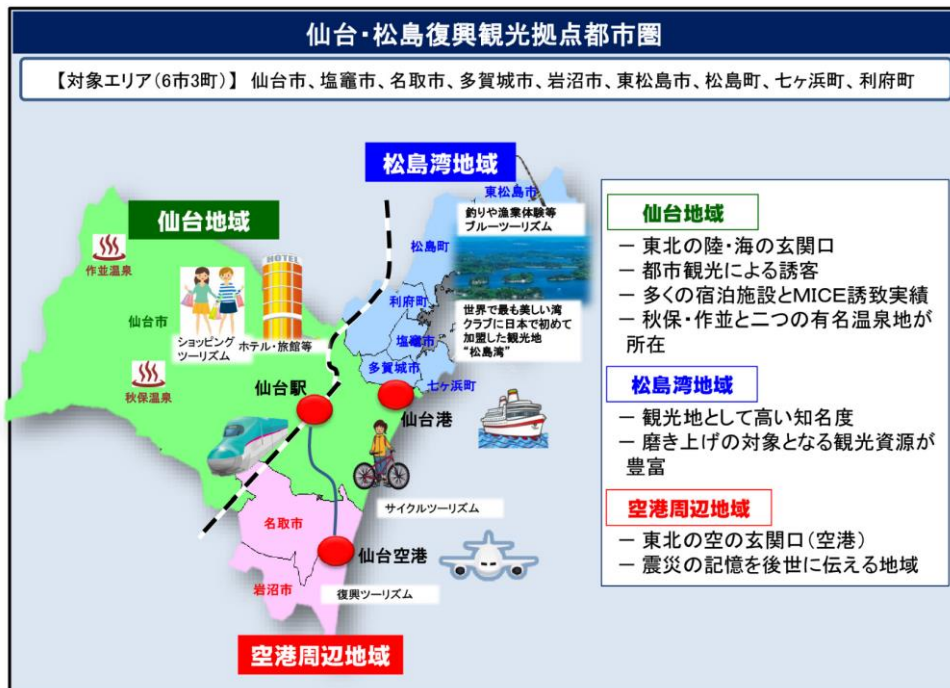 仙台・松島復興観光拠点都市圏
【対象エリア(6市3町)】 仙台市、塩竈市、名取市、多賀城市、岩沼市、東松島市、松島町、七ヶ浜町、利府町
松島湾地域
東松島市
釣りや漁業体験等
ブルーツーリズム
仙台地域
松島町
作並温泉
HOTEL
利府町
世界で最も美しい湾
クラブに日本で初めて
加盟した観光地
“松島湾”
仙台市
ショッピング
ツーリズム
ホテル・旅館等
塩竈市
多賀城市
七ヶ浜町
秋保温泉
仙台駅
仙台港
サイクルツーリズム
名取市
仙台空港
岩沼市
復興ツーリズム
空港周辺地域
仙台地域
－ 東北の陸・海の玄関口
－ 都市観光による誘客
－ 多くの宿泊施設とMICE誘致実績
－ 秋保・作並と二つの有名温泉地が
所在
松島湾地域
－ 観光地として高い知名度
－ 磨き上げの対象となる観光資源が
豊富
空港周辺地域
－ 東北の空の玄関口(空港)
－ 震災の記憶を後世に伝える地域